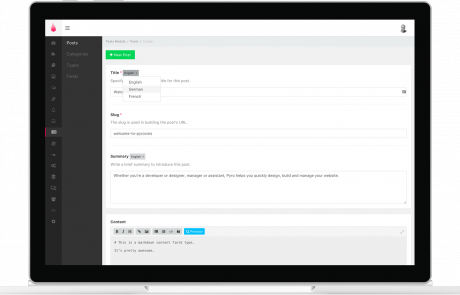 Posts
Categories
Types
Fields
+ New Post
Title * English
English
German
French
Slug *
The slug is used in building the post's URL.
welcome-to-pyrocms
Summary English
Write a brief summary to introduce this post.
Whether you're a developer or designer, manager or assistant, Pyro helps you quickly design, build and manage your website.
Content
# This is a markdown content field type.
It's pretty awesome.